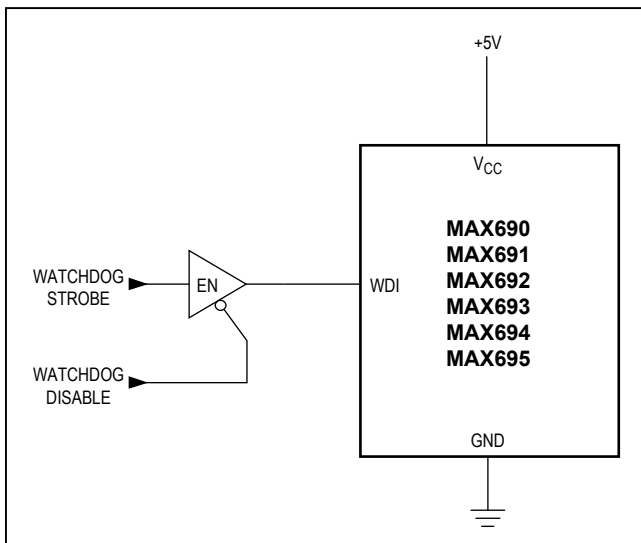 +5V
VCC
MAX690
MAX691
MAX692
MAX693
MAX694
MAX695
WATCHDOG
STROBE
EN
WDI
WATCHDOG
DISABLE
GND